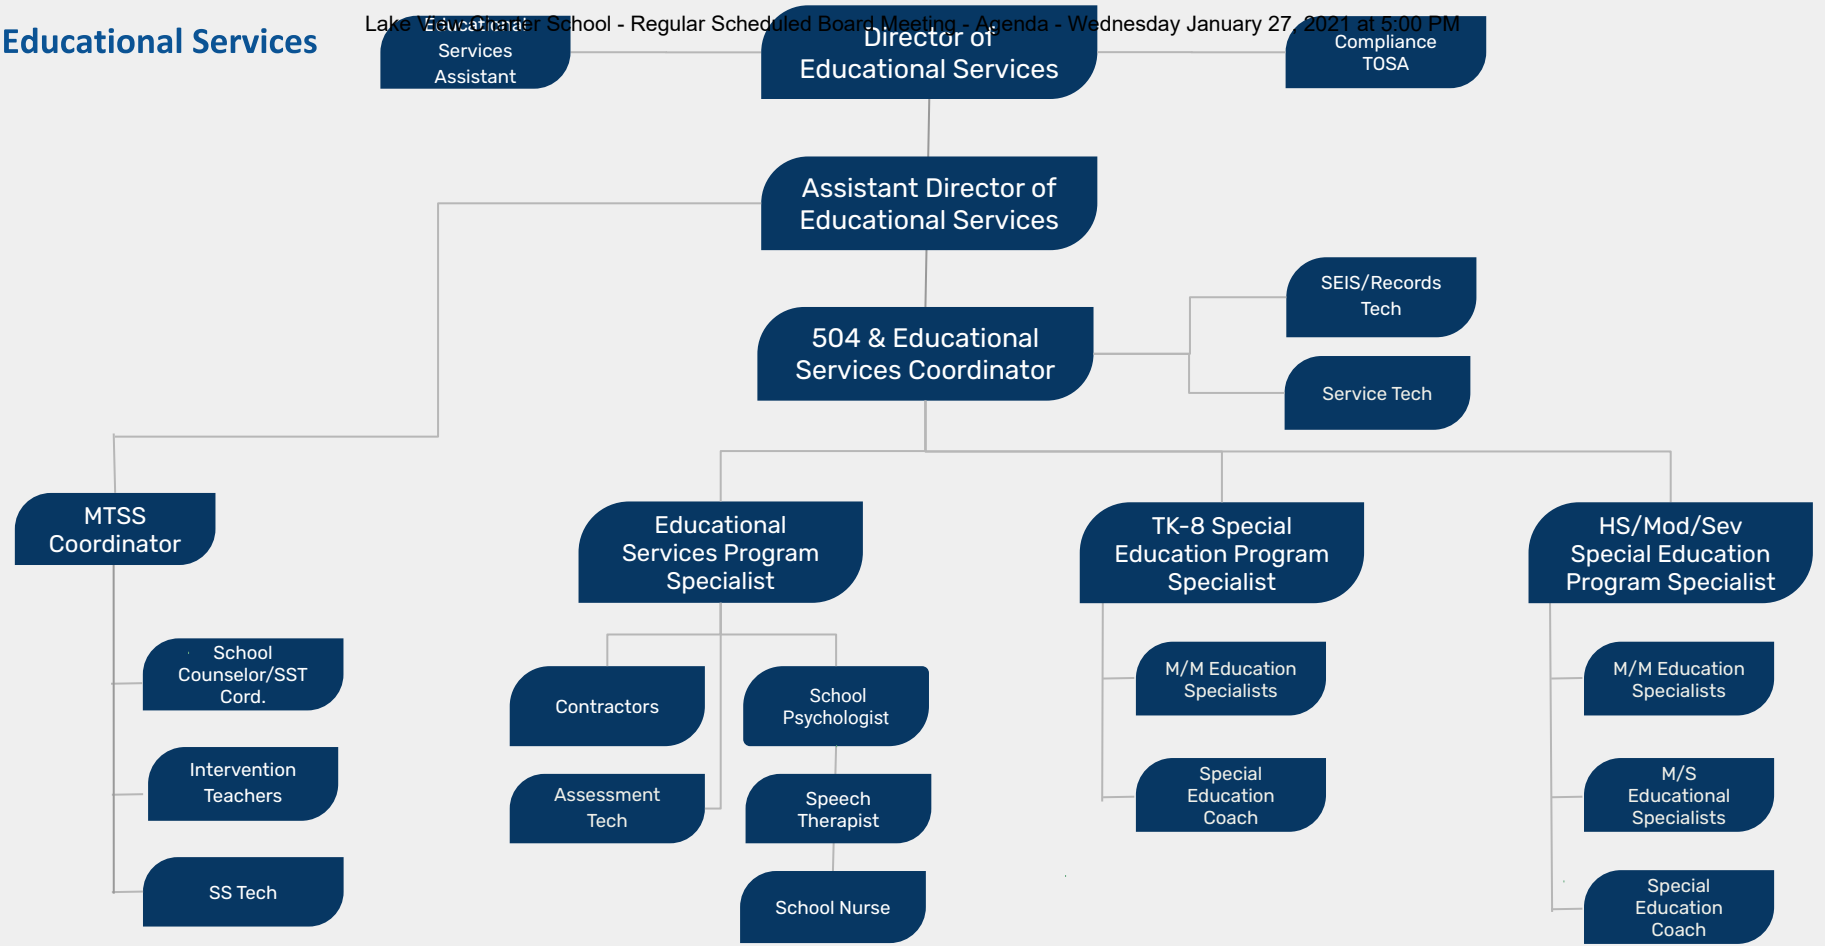 Lake View Charter School - Regular Scheduled Board Meeting - Agenda - Wednesday January 27, 2021 at 5:00 PM
Educational Services
Educational
Services
Assistant
Director of
Educational Services
Compliance
TOSA
Assistant Director of
Educational Services
504 & Educational
Services Coordinator
SEIS/Records
Tech
Service Tech
MTSS
Coordinator
Educational
Services Program
Specialist
TK-8 Special
Education Program
Specialist
HS/Mod/Sev
Special Education
Program Specialist
School
Counselor/SST
Cord.
Intervention
Teachers
SS Tech
Contractors
Assessment
Tech
School
Psychologist
Speech
Therapist
School Nurse
M/M Education
Specialists
Special
Education
Coach
M/M Education
Specialists
M/S
Educational
Specialists
Special
Education
Coach